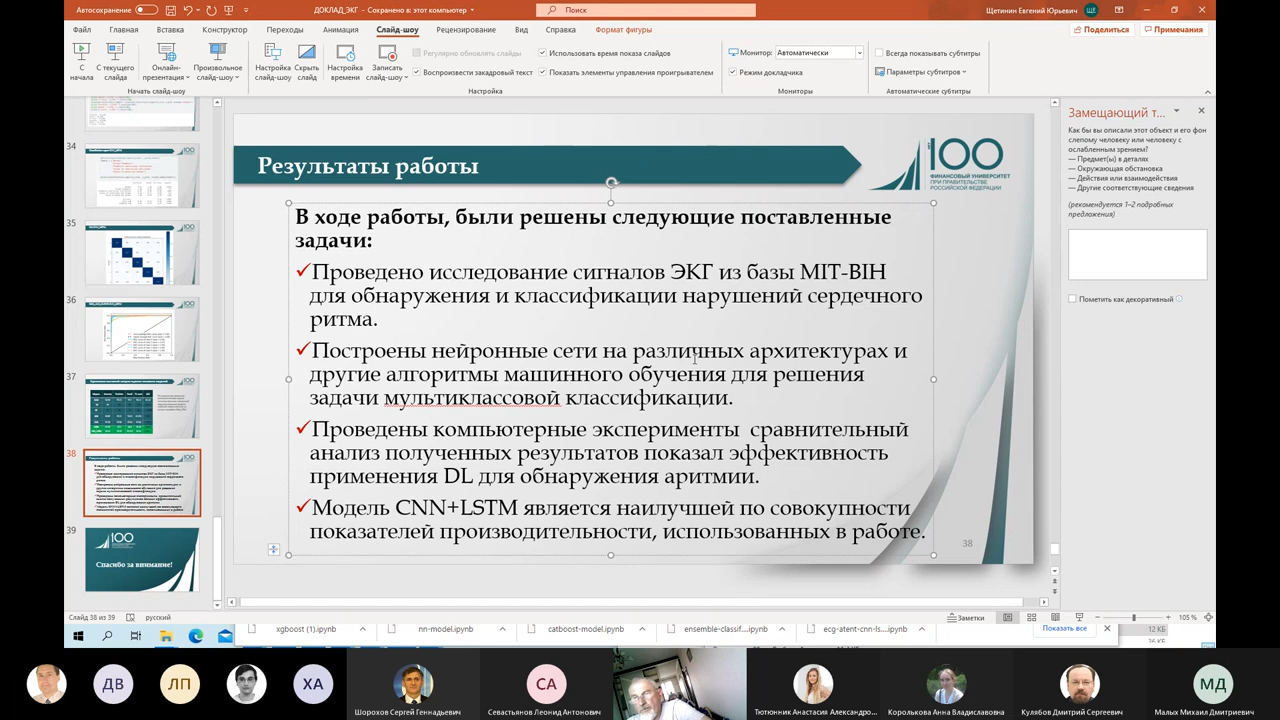 Автосохранение
ДОКЛАД_ЭКГ - Сохранено в: этот компьютер
Поиск
Щетинин Евгений Юрьевич
ЩЕ
Файл Главная Вставка Конструктор Переходы Анимация Слайд-шоу Рецензирование Вид Справка Формат фигуры
Поделиться Примечания
С начала
С текущего слайда
Онлайн-презентация
Произвольное слайд-шоу
Начать слайд-шоу
Настройка слайд-шоу
Скрыть слайд
Настройка времени
Записать слайд-шоу
Регулярно обновлять слайды
Воспроизвести закадровый текст
Использовать время показа слайдов
Показать элементы управления проигрывателем
Настройка
Монитор: Автоматически
Режим докладчика
Мониторы
Всегда показывать субтитры
Параметры субтитров
Автоматические субтитры
34
35
36
37
38
39
100
Спасибо за внимание!
Результаты работы
100
ФИНАНСОВЫЙ УНИВЕРСИТЕТ
ПРИ ПРАВИТЕЛЬСТВЕ
РОССИЙСКОЙ ФЕДЕРАЦИИ
В ходе работы, были решены следующие поставленные
задачи:
Проведено исследование сигналов ЭКГ из базы MIT-BIH
для обнаружения и классификации нарушений сердечного
ритма.
Построены нейронные сети на различных архитектурах и
другие алгоритмы машинного обучения для решения
задачи мультиклассовай классификации.
Проведены компьютерные эксперименты сравнительный
анализ полученных результатов показал эффективность
применения DL для обнаружения аритмии.
Модель CNN+LSTM является наилучшей по совокупности
показателей производительности, использованных в работе.
38
Замещающий т...
Как бы вы описали этот объект и его фон
слепому человеку или человеку с
ослабленным зрением?
— Предмет(ы) в деталях
— Окружающая обстановка
— Действия или взаимодействия
— Другие соответствующие сведения
(рекомендуется 1–2 подробных
предложения)
Пометить как декоративный
Слайд 38 из 39 русский
Заметки
105 %
xgboost (1).ipynb
nn-model.ipynb
catboost-model.ipynb
ensemble-classif....ipynb
ecg-atent-cnn-ls....ipynb
Показать все
12 КБ
36 КБ
ДВ
ЛП
ХА
СА
МД
Шорохов Сергей Геннадьевич
Севастьянов Леонид Антонович
Тютюнник Анастасия Александро...
Королькова Анна Владиславовна
Кулябов Дмитрий Сергеевич
Малых Михаил Дмитриевич